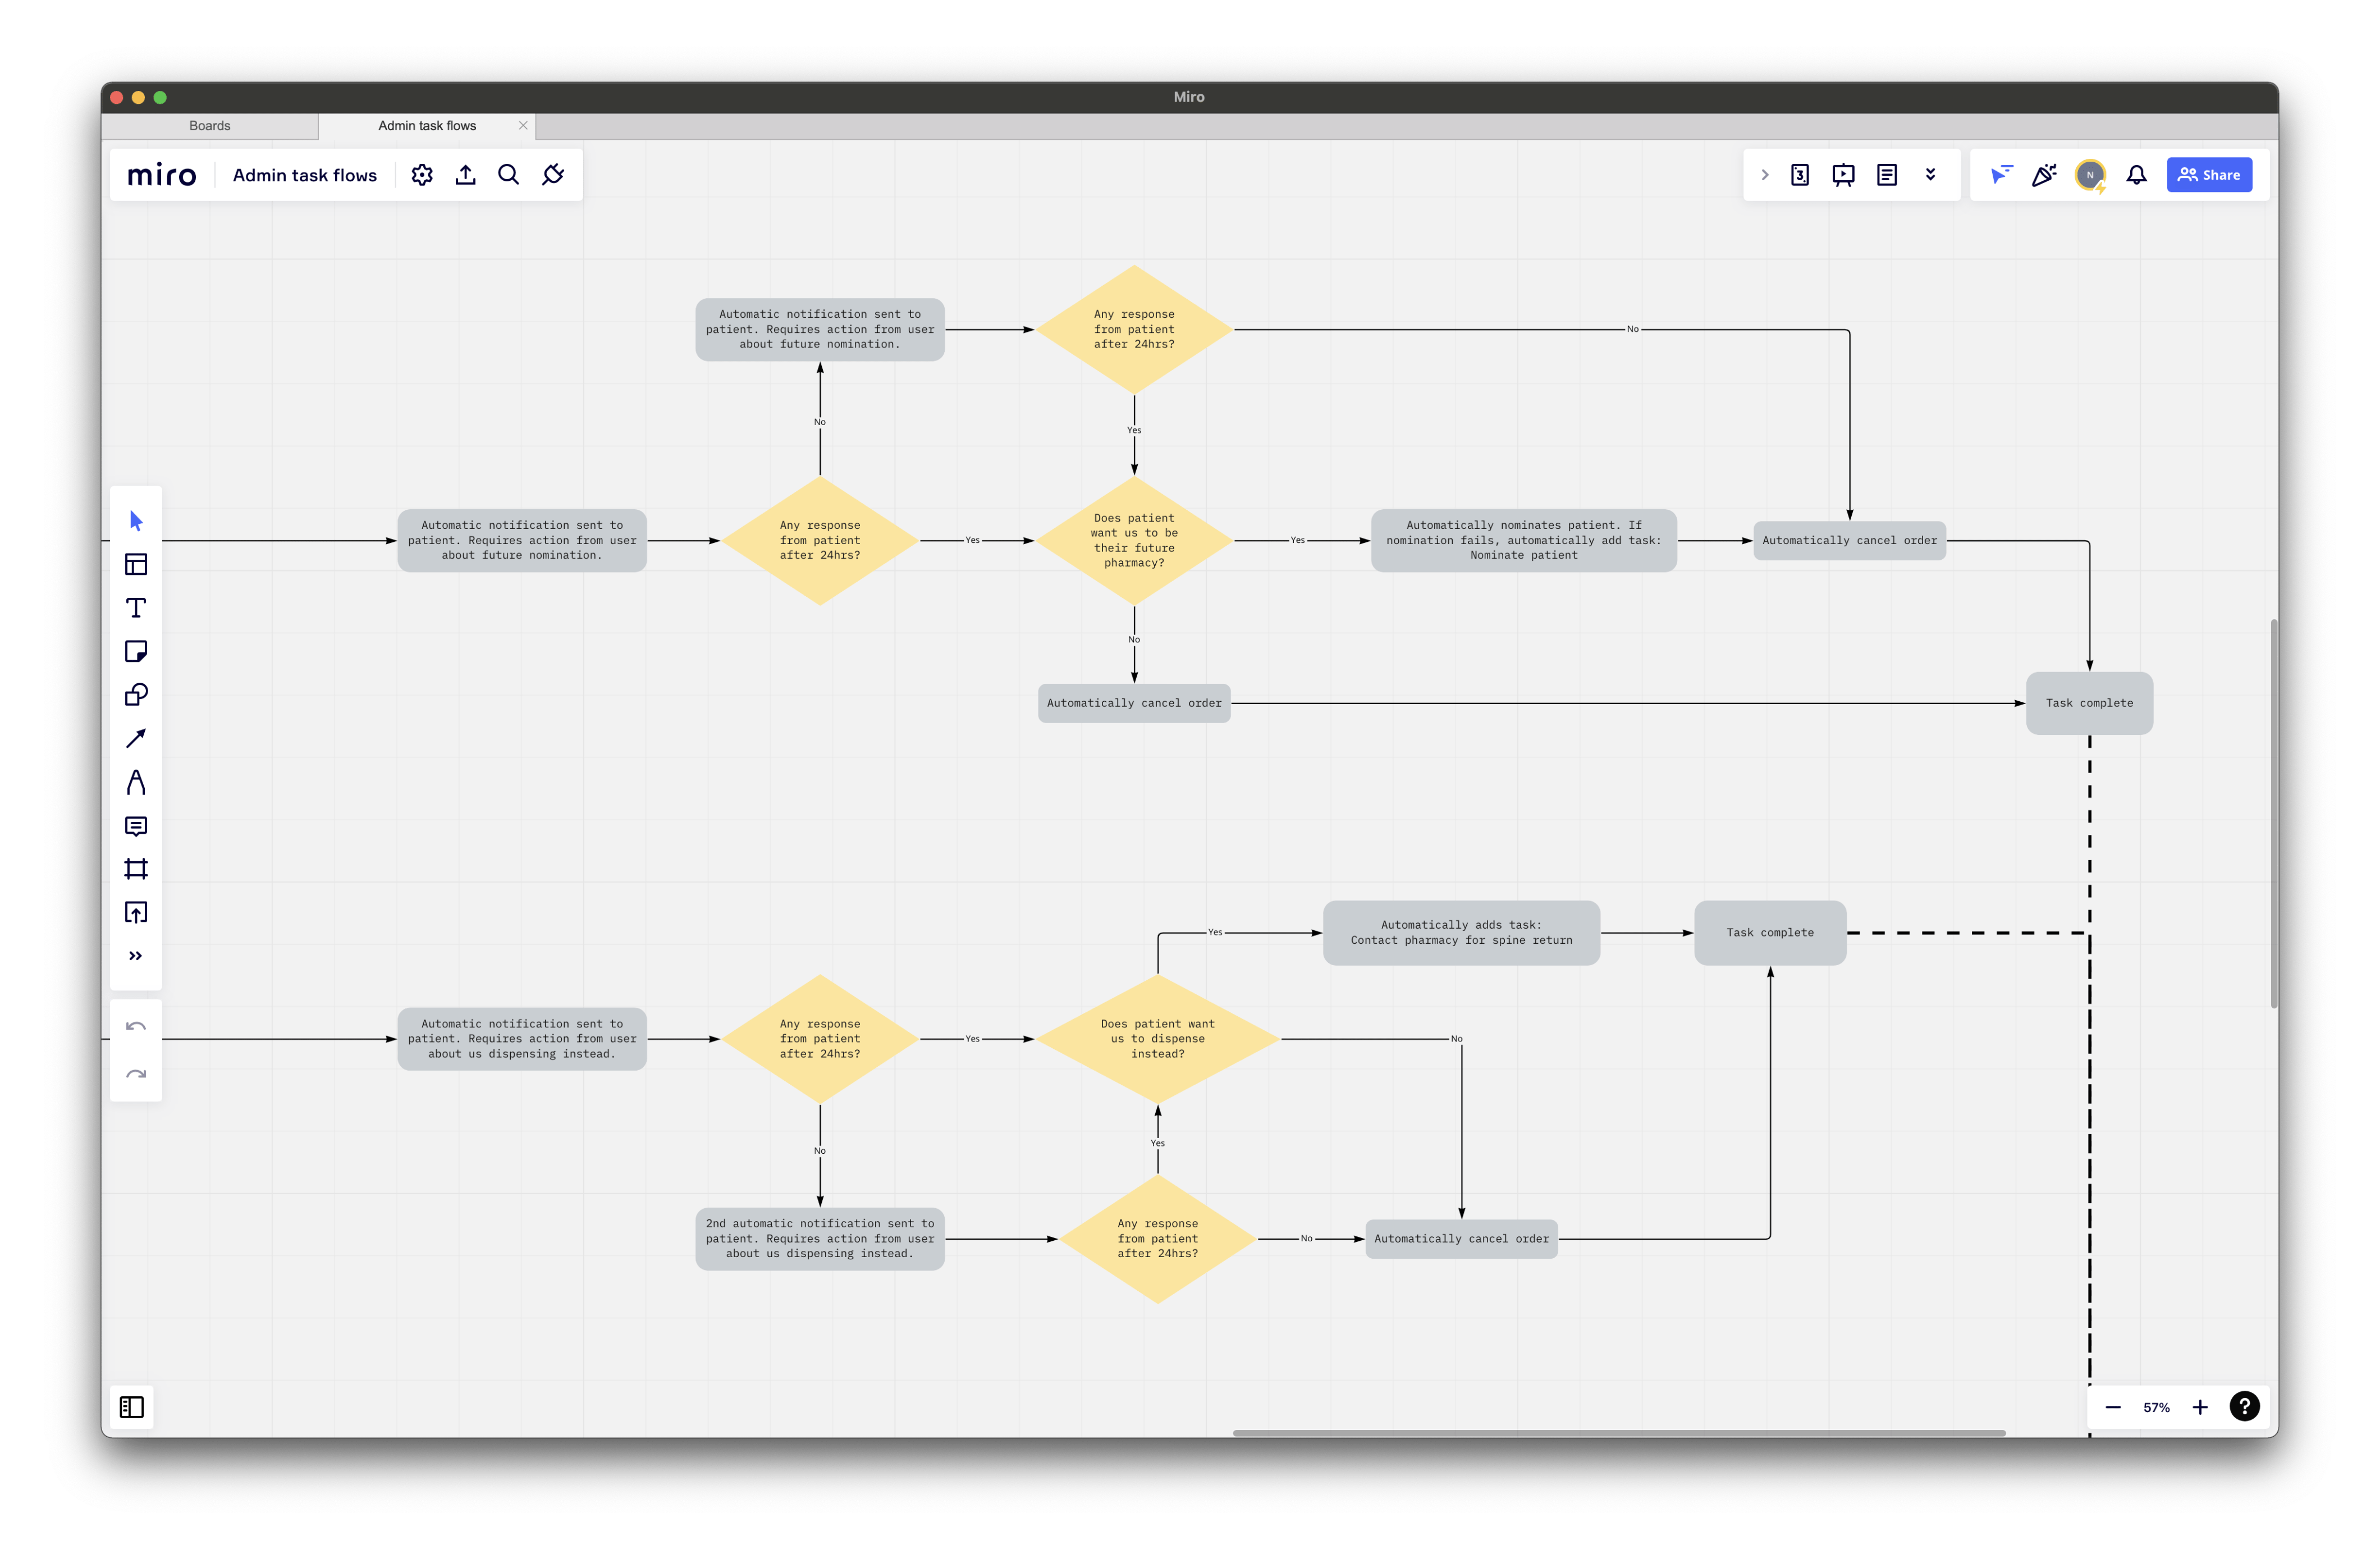 Miro
Boards
Admin task flows
miro
Admin task flows
3
N
Share
Automatic notification sent to
patient. Requires action from user
about future nomination.
Any response
from patient
after 24hrs?
No
No
Yes
Automatic notification sent to
patient. Requires action from user
about future nomination.
Any response
from patient
after 24hrs?
Yes
Does patient
want us to be
their future
pharmacy?
Yes
Automatically nominates patient. If
nomination fails, automatically add task:
Nominate patient
Automatically cancel order
No
Automatically cancel order
Task complete
Yes
Automatically adds task:
Contact pharmacy for spine return
Task complete
Automatic notification sent to
patient. Requires action from user
about us dispensing instead.
Any response
from patient
after 24hrs?
Yes
Does patient want
us to dispense
instead?
No
No
Yes
2nd automatic notification sent to
patient. Requires action from user
about us dispensing instead.
Any response
from patient
after 24hrs?
No
Automatically cancel order
57%
?